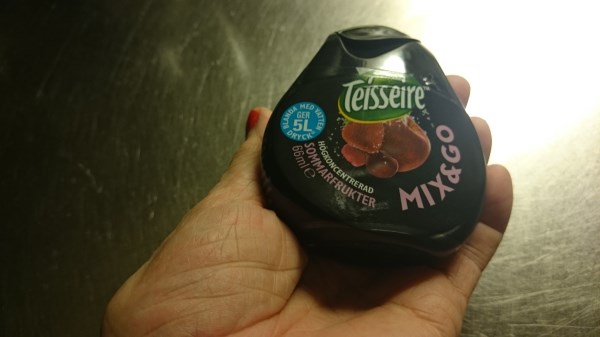 Teisseire
BLANDA MED VATTEN
GER
5L
DRYCK*
HÖGKONCENTRERAD
SOMMARFRUKTER
66ml e
MIX&GO